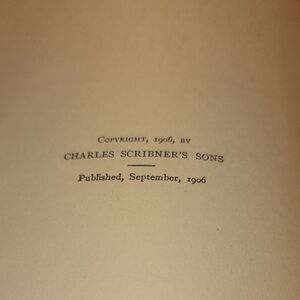 COPYRIGHT, 1906, BY
CHARLES SCRIBNER'S SONS
Published, September, 1906